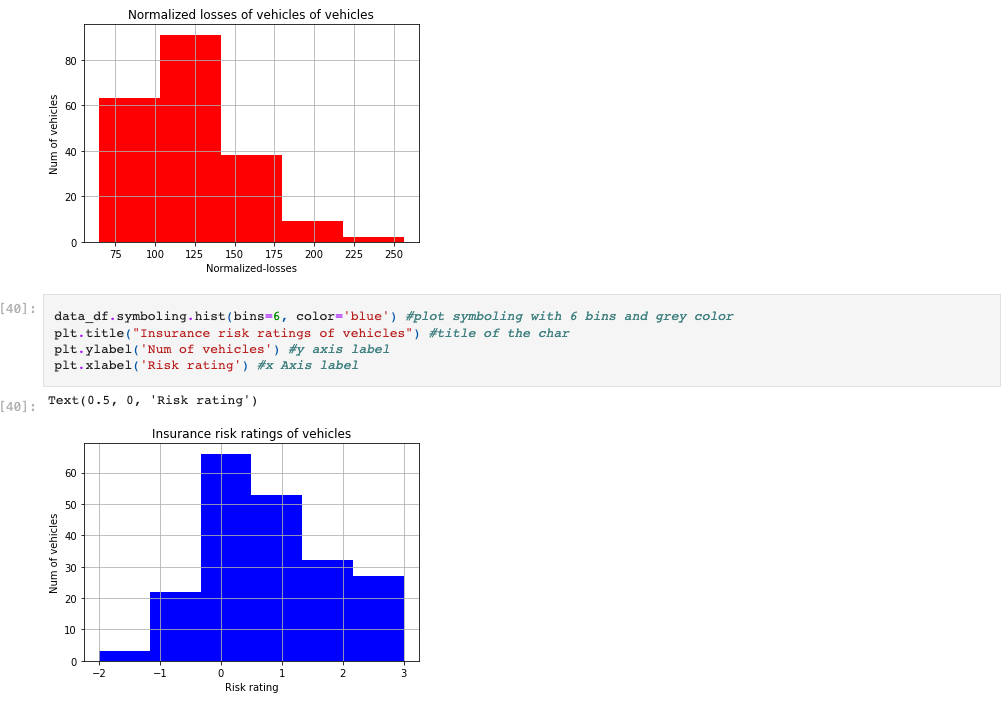 Normalized losses of vehicles of vehicles
80
60
40
20
0
Num of vehicles
75 100 125 150 175 200 225 250
Normalized-losses
[40]:
data_df.symboling.hist(bins=6, color='blue') #plot symboling with 6 bins and grey color
plt.title("Insurance risk ratings of vehicles") #title of the char
plt.ylabel('Num of vehicles') #y axis label
plt.xlabel('Risk rating') #x Axis label
[40]:
Text(0.5, 0, 'Risk rating')
Insurance risk ratings of vehicles
60
50
40
30
20
10
0
Num of vehicles
−2 −1 0 1 2 3
Risk rating